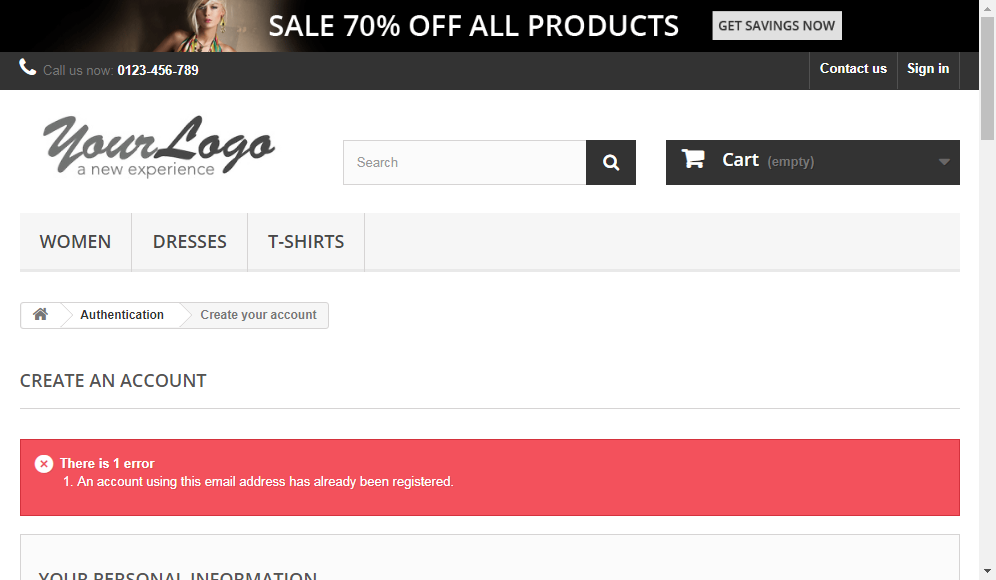 SALE 70% OFF ALL PRODUCTS
GET SAVINGS NOW
Call us now: 0123-456-789
Contact us
Sign in
YourLogo
a new experience
Search
Cart (empty)
WOMEN
DRESSES
T-SHIRTS
Authentication
Create your account
CREATE AN ACCOUNT
There is 1 error
1. An account using this email address has already been registered.
YOUR PERSONAL INFORMATION